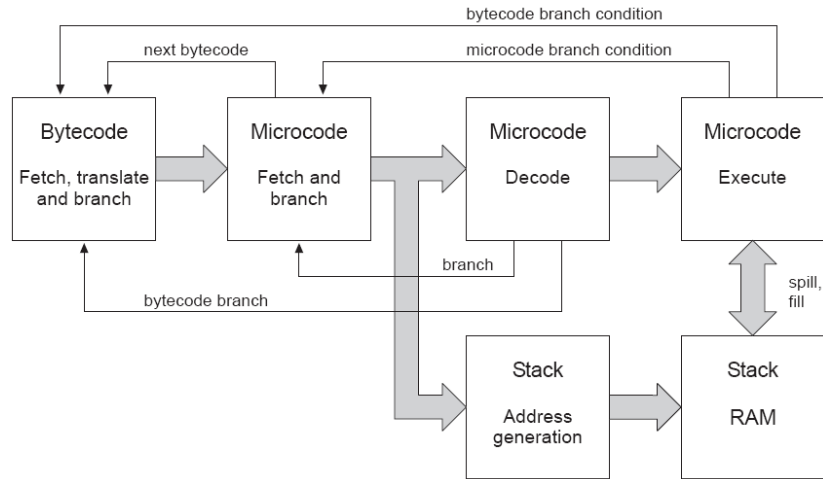 bytecode branch condition
next bytecode
microcode branch condition
Bytecode
Fetch, translate
and branch
Microcode
Fetch and
branch
Microcode
Decode
Microcode
Execute
branch
bytecode branch
spill,
fill
Stack
Address
generation
Stack
RAM